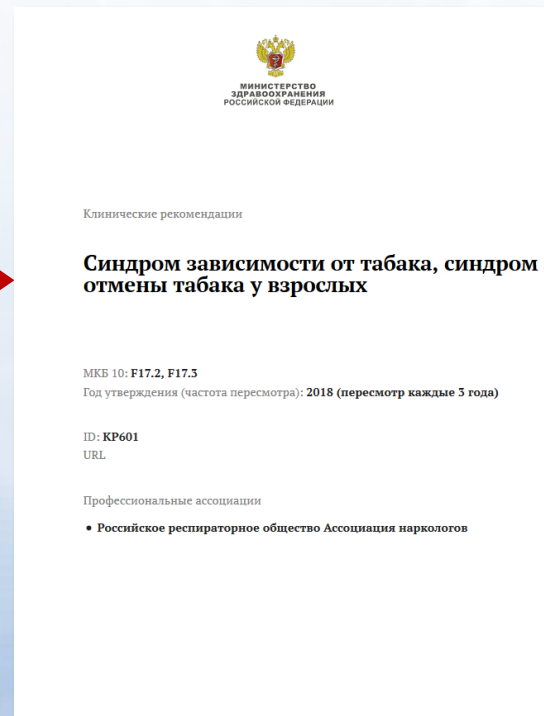 МИНИСТЕРСТВО
ЗДРАВООХРАНЕНИЯ
РОССИЙСКОЙ ФЕДЕРАЦИИ
Клинические рекомендации
Синдром зависимости от табака, синдром
отмены табака у взрослых
МКБ 10: F17.2, F17.3
Год утверждения (частота пересмотра): 2018 (пересмотр каждые 3 года)
ID: КР601
URL
Профессиональные ассоциации
• Российское респираторное общество Ассоциация наркологов